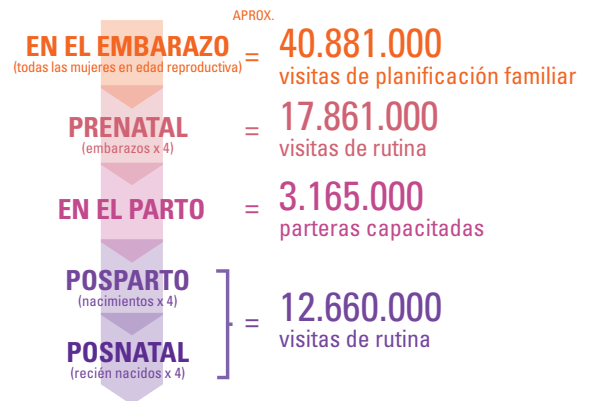 APROX.
EN EL EMBARAZO = 40.881.000
(todas las mujeres en edad reproductiva)
visitas de planificación familiar
PRENATAL = 17.861.000
(embarazos x 4)
visitas de rutina
EN EL PARTO = 3.165.000
parteras capacitadas
POSPARTO
(nacimientos x 4)
= 12.660.000
visitas de rutina
POSNATAL
(recién nacidos x 4)